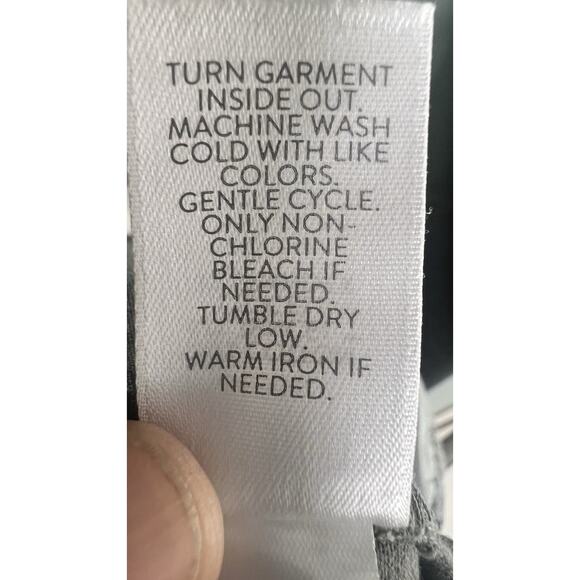 TURN GARMENT
INSIDE OUT.
MACHINE WASH
COLD WITH LIKE
COLORS.
GENTLE CYCLE.
ONLY NON-
CHLORINE
BLEACH IF
NEEDED.
TUMBLE DRY
LOW.
WARM IRON IF
NEEDED.